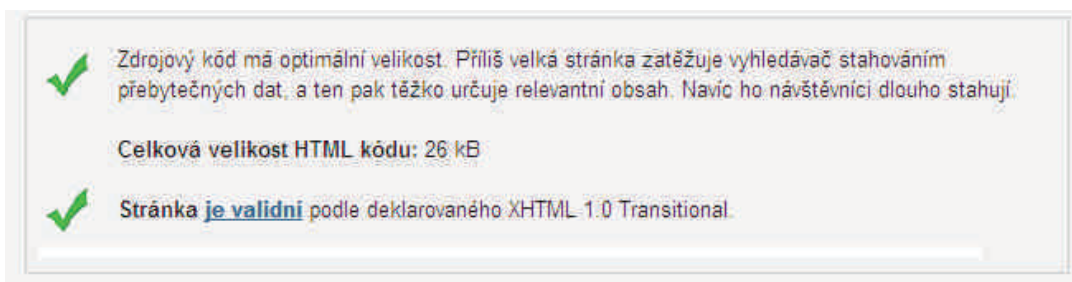 Zdrojový kód má optimální velikost. Příliš velká stránka zatěžuje vyhledávač stahováním
přebytečných dat, a ten pak těžko určuje relevantní obsah. Navíc ho návštěvníci dlouho stahují.
Celková velikost HTML kódu: 26 kB
Stránka je validní podle deklarovaného XHTML 1.0 Transitional.